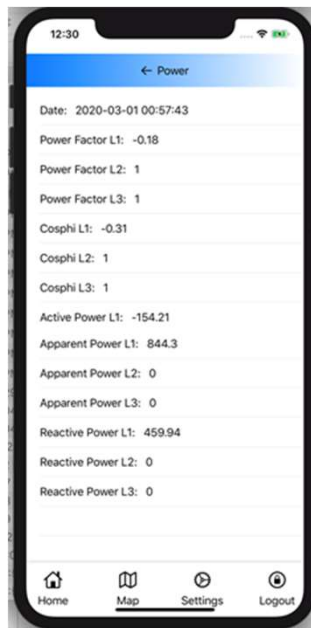 12:30
← Power
Date: 2020-03-01 00:57:43
Power Factor L1: -0.18
Power Factor L2: 1
Power Factor L3: 1
Cosphi L1: -0.31
Cosphi L2: 1
Cosphi L3: 1
Active Power L1: -154.21
Apparent Power L1: 844.3
Apparent Power L2: 0
Apparent Power L3: 0
Reactive Power L1: 459.94
Reactive Power L2: 0
Reactive Power L3: 0
Home Map Settings Logout